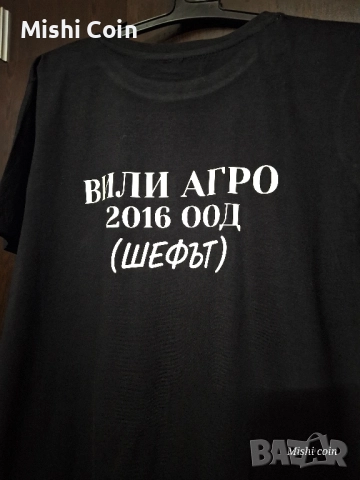 Mishi Coin
ВИЛИ АГРО
2016 ООД
(ШЕФЪТ)
Mishi coin
BAZAR